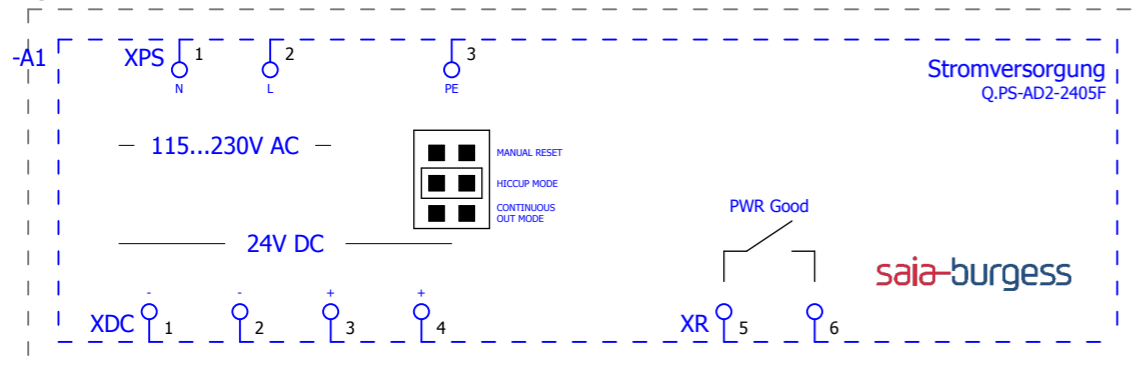 -A1
XPS 1 2 3
N L PE
Stromversorgung
Q.PS-AD2-2405F
115...230V AC
MANUAL RESET
HICCUP MODE
CONTINUOUS
OUT MODE
PWR Good
24V DC
saia-burgess
- - + +
XDC 1 2 3 4 XR 5 6